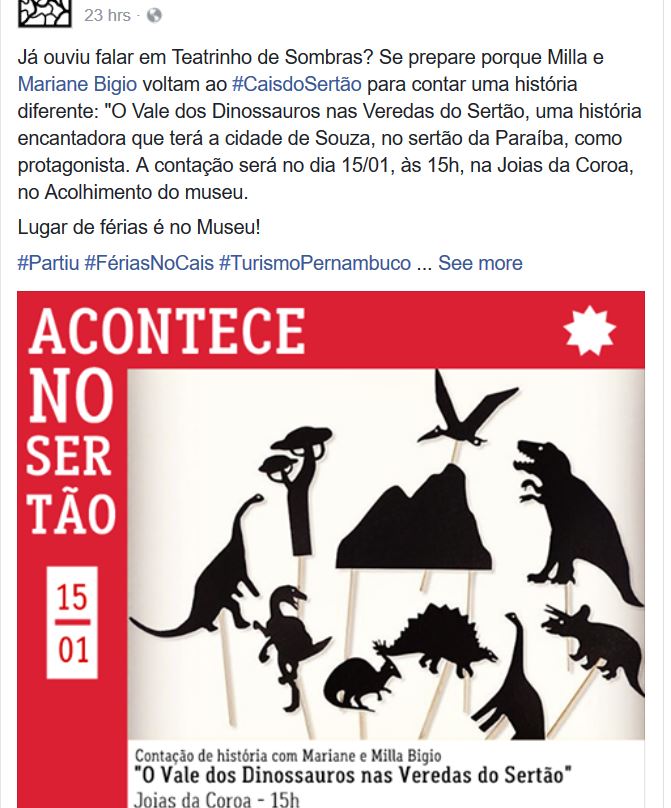 23 hrs ·
Já ouviu falar em Teatrinho de Sombras? Se prepare porque Milla e
Mariane Bigio voltam ao #CaisdoSertão para contar uma história
diferente: "O Vale dos Dinossauros nas Veredas do Sertão, uma história
encantadora que terá a cidade de Souza, no sertão da Paraíba, como
protagonista. A contação será no dia 15/01, às 15h, na Joias da Coroa,
no Acolhimento do museu.
Lugar de férias é no Museu!
#Partiu #FériasNoCais #TurismoPernambuco ... See more
ACONTECE
NO
SER
TÃO
15
01
Contação de história com Mariane e Milla Bigio
"O Vale dos Dinossauros nas Veredas do Sertão"
Joias da Coroa - 15h